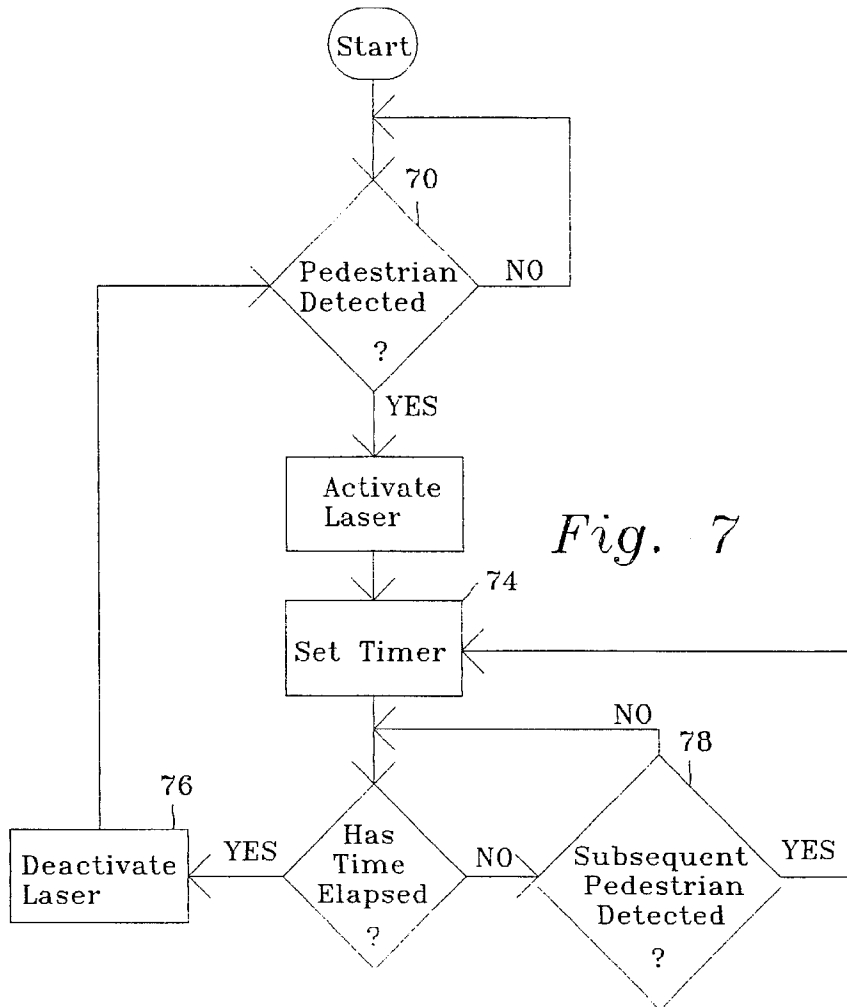 Start
70
Pedestrian
Detected
?
NO
YES
Activate
Laser
Fig. 7
74
Set Timer
NO
78
76
Deactivate
Laser
YES
Has
Time
Elapsed
?
NO
Subsequent
Pedestrian
Detected
?
YES